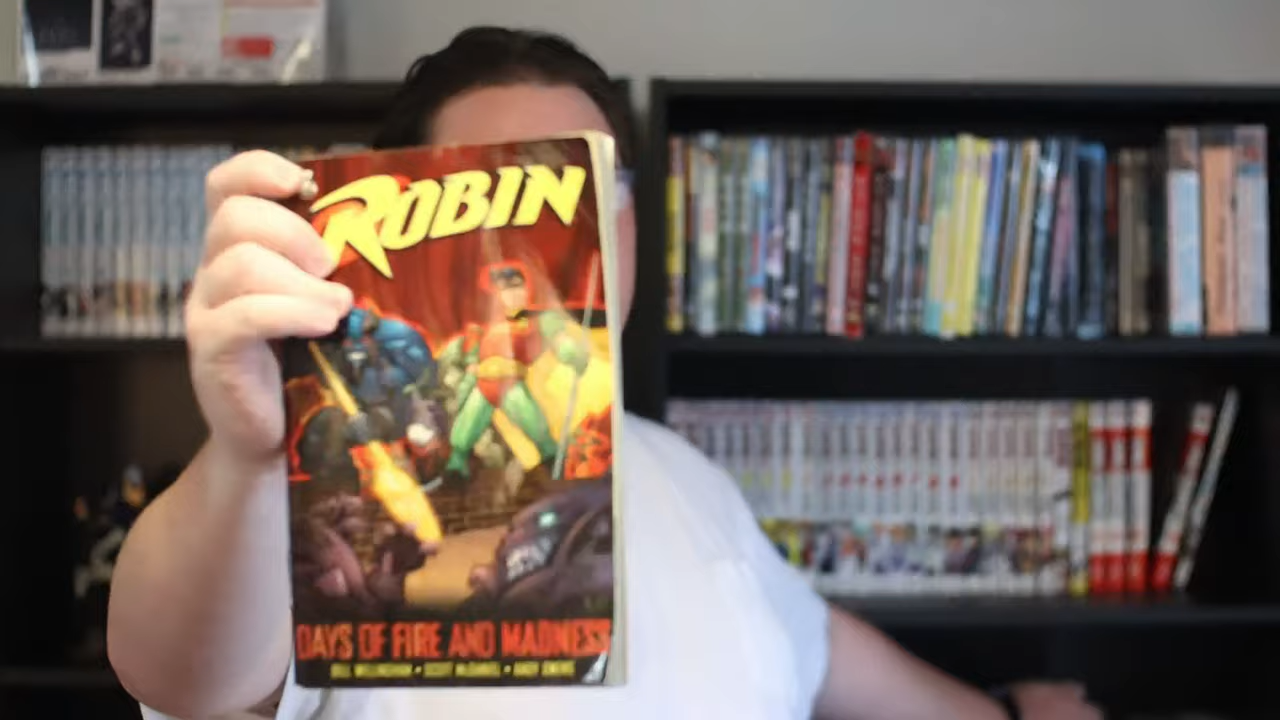 ROBIN
DAYS OF FIRE AND MADNESS
BILL WILLINGHAM • SCOTT McDANIEL • ANDY OWENS